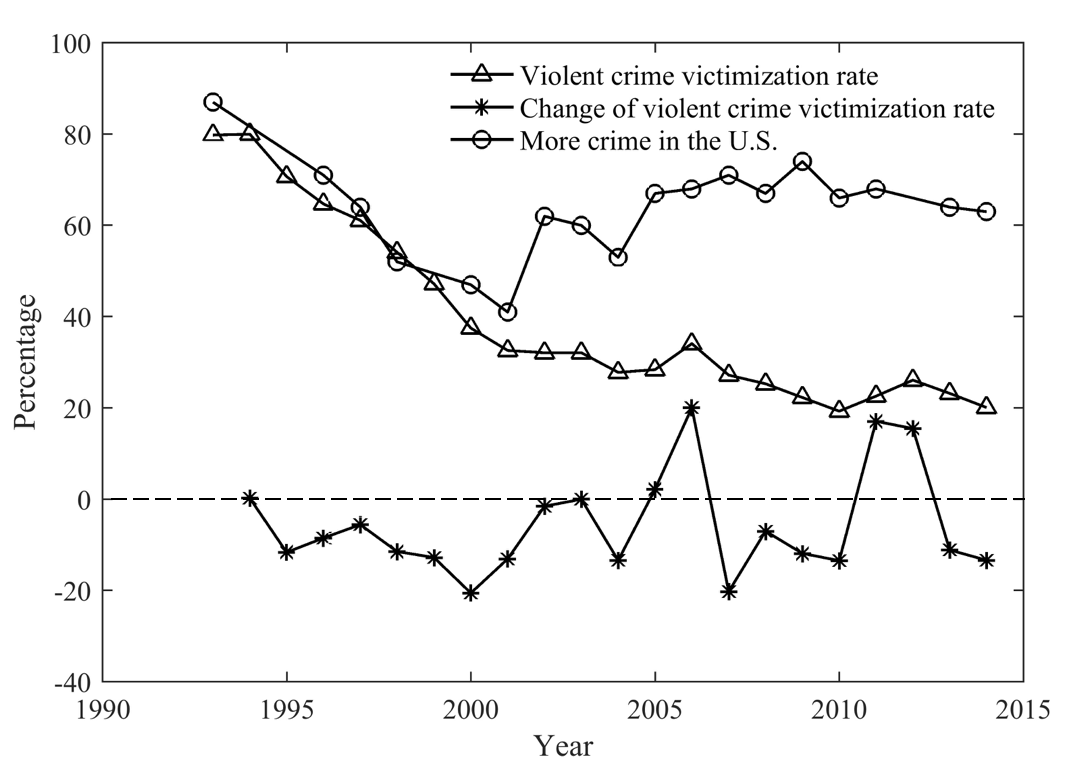 100
80
60
40
20
0
-20
-40
Percentage
Violent crime victimization rate
Change of violent crime victimization rate
More crime in the U.S.
1990 1995 2000 2005 2010 2015
Year